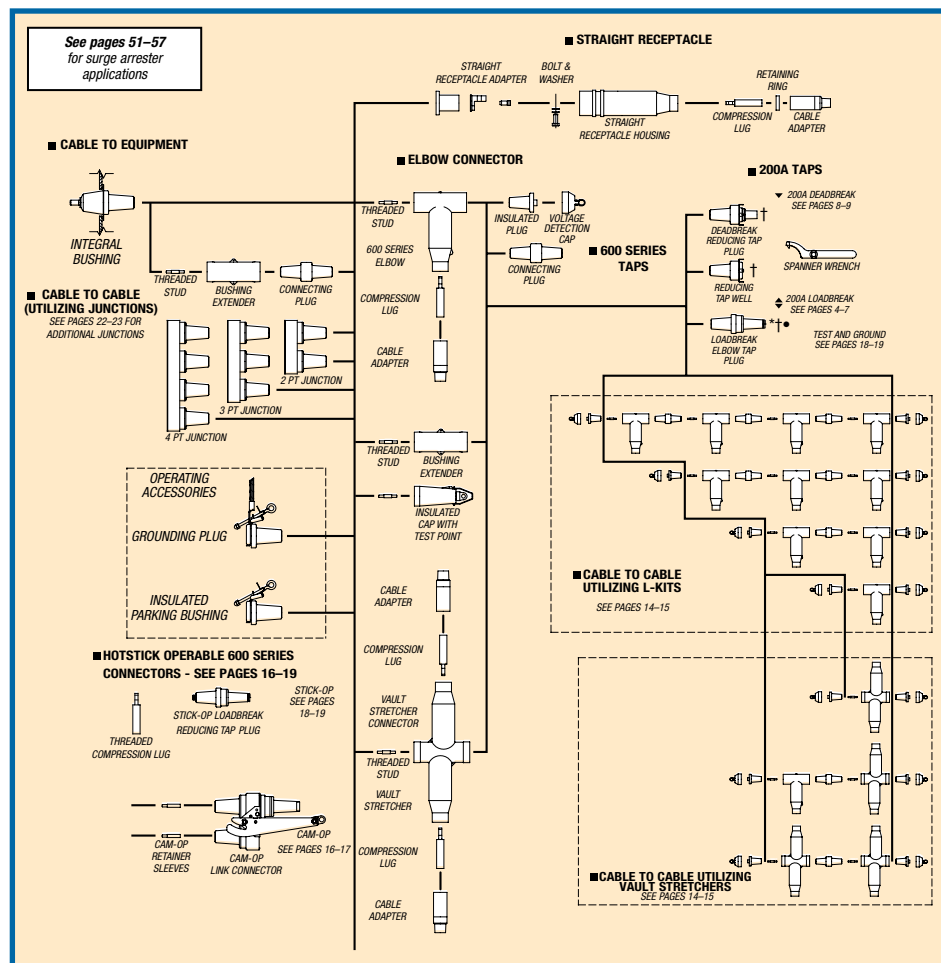 See pages 51–57
for surge arrester
applications
■ STRAIGHT RECEPTACLE
STRAIGHT
RECEPTACLE ADAPTER
BOLT &
WASHER
STRAIGHT
RECEPTACLE HOUSING
COMPRESSION
LUG
RETAINING
RING
CABLE
ADAPTER
■ CABLE TO EQUIPMENT
INTEGRAL
BUSHING
THREADED
STUD
BUSHING
EXTENDER
CONNECTING
PLUG
■ ELBOW CONNECTOR
THREADED
STUD
600 SERIES
ELBOW
COMPRESSION
LUG
CABLE
ADAPTER
INSULATED
PLUG
VOLTAGE
DETECTION
CAP
CONNECTING
PLUG
■ 600 SERIES
TAPS
■ 200A TAPS
▼ 200A DEADBREAK
SEE PAGES 8–9
DEADBREAK
REDUCING TAP
PLUG
†
SPANNER WRENCH
REDUCING
TAP WELL
†
200A LOADBREAK
SEE PAGES 4–7
LOADBREAK
ELBOW TAP
PLUG
*†●
TEST AND GROUND
SEE PAGES 18–19
■ CABLE TO CABLE
(UTILIZING JUNCTIONS)
SEE PAGES 22–23 FOR
ADDITIONAL JUNCTIONS
2 PT JUNCTION
3 PT JUNCTION
4 PT JUNCTION
THREADED
STUD
BUSHING
EXTENDER
INSULATED
CAP WITH
TEST POINT
OPERATING
ACCESSORIES
GROUNDING PLUG
INSULATED
PARKING BUSHING
■ CABLE TO CABLE
UTILIZING L-KITS
SEE PAGES 14–15
CABLE
ADAPTER
COMPRESSION
LUG
VAULT
STRETCHER
CONNECTOR
THREADED
STUD
VAULT
STRETCHER
COMPRESSION
LUG
CABLE
ADAPTER
■ HOTSTICK OPERABLE 600 SERIES
CONNECTORS - SEE PAGES 16–19
THREADED
COMPRESSION LUG
STICK-OP LOADBREAK
REDUCING TAP PLUG
STICK-OP
SEE PAGES
18–19
CAM-OP
RETAINER
SLEEVES
CAM-OP
LINK CONNECTOR
CAM-OP
SEE PAGES 16–17
■ CABLE TO CABLE UTILIZING
VAULT STRETCHERS
SEE PAGES 14–15